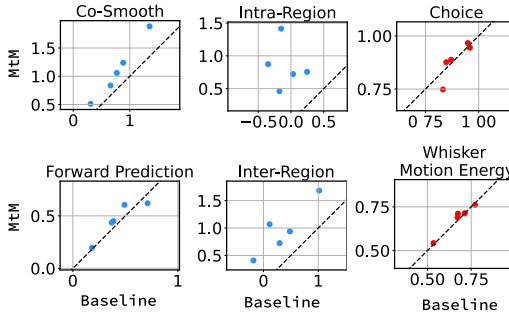 Co-Smooth
Intra-Region
Choice
MtM
1.5
1.0
0.5
0
1
1.5
1.0
0.5
−0.5
0.0
0.5
1.00
0.75
0 75
1 00
Forward Prediction
Inter-Region
Whisker
Motion Energy
MtM
0.5
0.0
0
1
1.5
1.0
0.5
0
1
0.75
0.50
0.50
0.75
Baseline
Baseline
Baseline